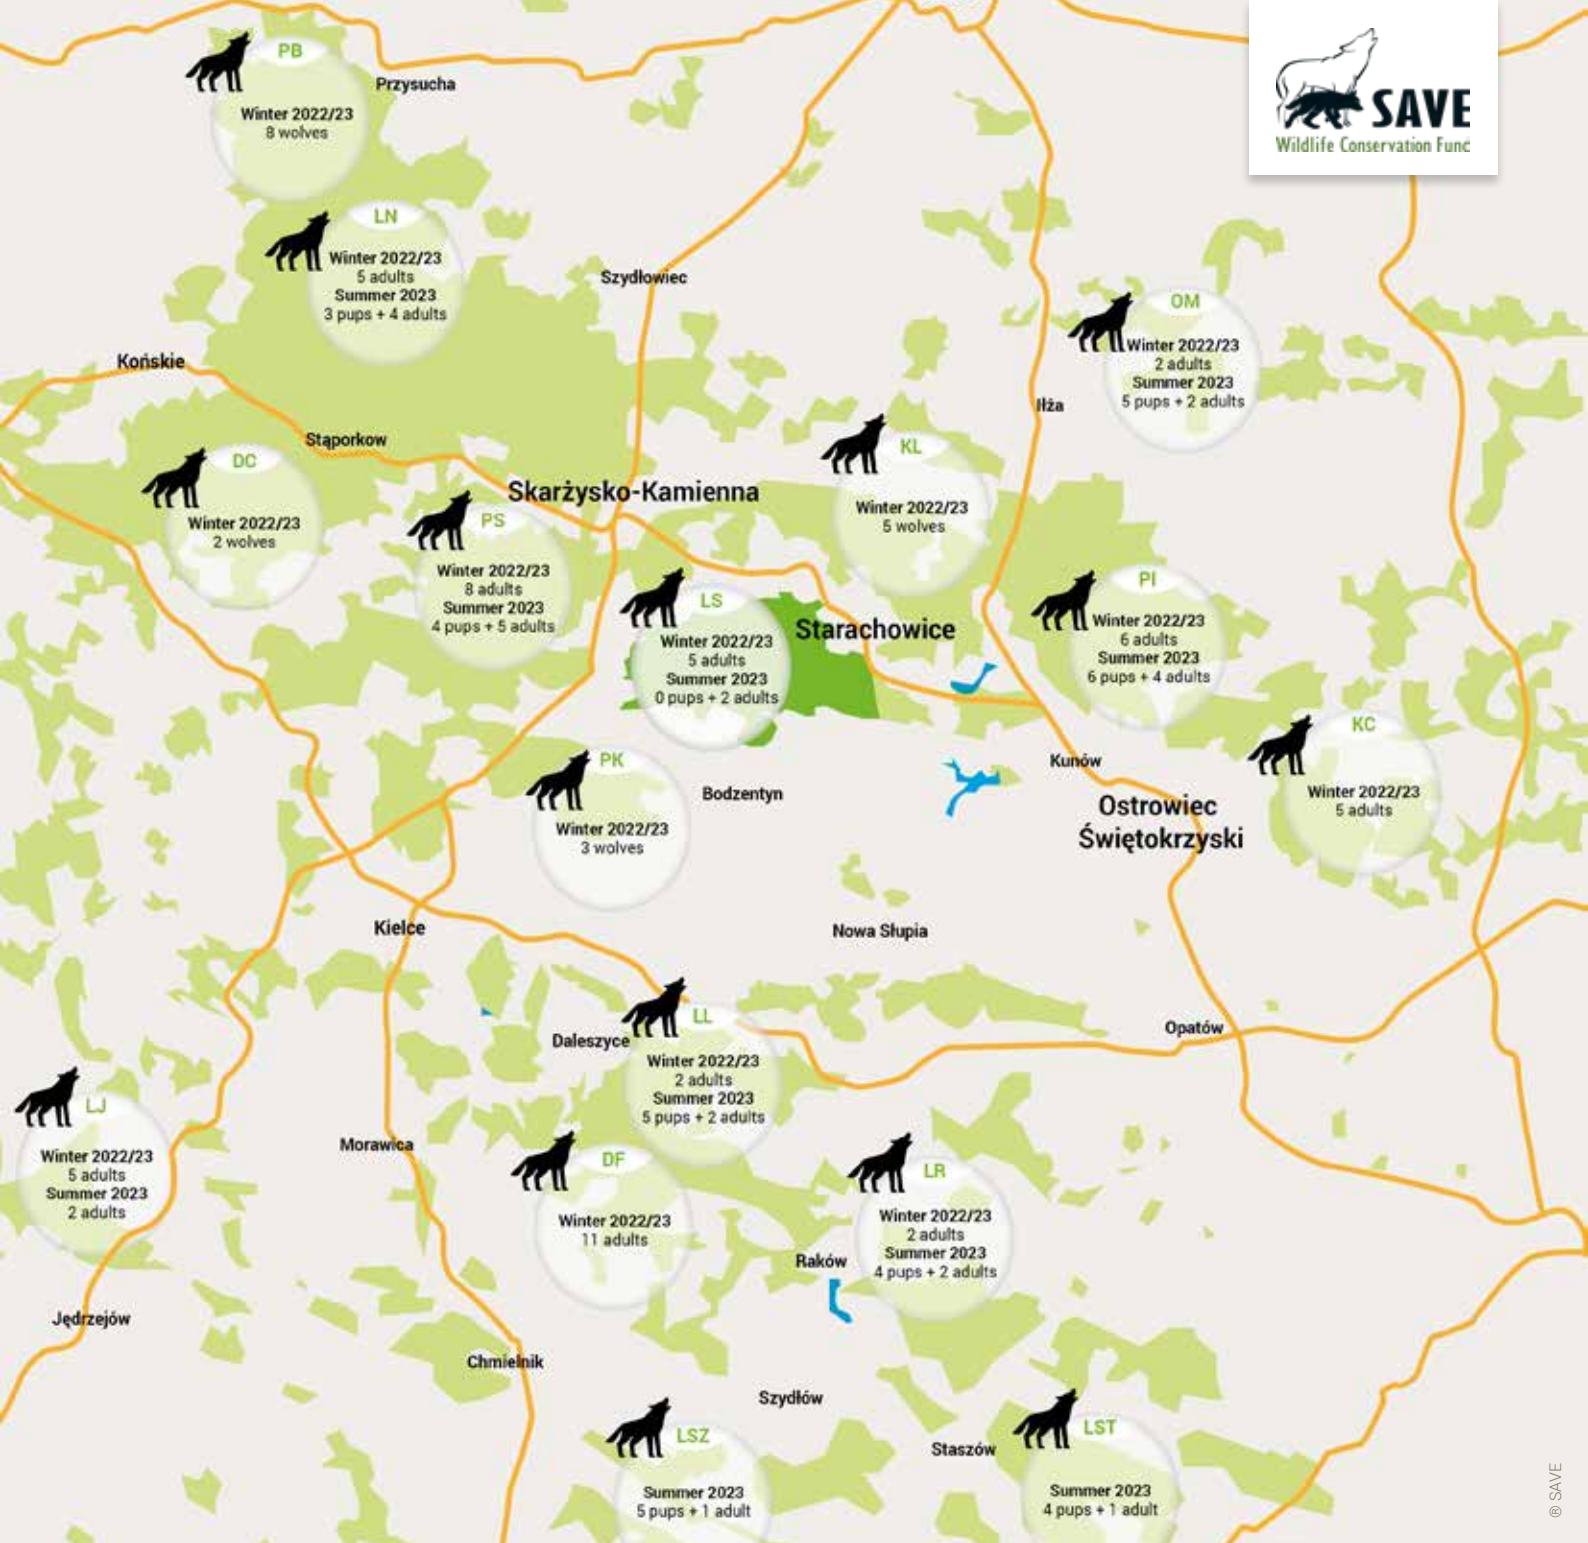 PB
Przysucha
Winter 2022/23
8 wolves
SAVE
Wildlife Conservation Fund
LN
Winter 2022/23
5 adults
Summer 2023
3 pups + 4 adults
Szydłowiec
OM
Winter 2022/23
2 adults
Summer 2023
5 pups + 2 adults
Końskie
Iłża
Stąporkow
KL
Winter 2022/23
5 wolves
DC
Winter 2022/23
2 wolves
Skarżysko-Kamienna
PS
Winter 2022/23
8 adults
Summer 2023
4 pups + 5 adults
LS
Winter 2022/23
5 adults
Summer 2023
0 pups + 2 adults
Starachowice
PI
Winter 2022/23
6 adults
Summer 2023
6 pups + 4 adults
KC
Winter 2022/23
5 adults
PK
Winter 2022/23
3 wolves
Bodzentyn
Kunów
Ostrowiec
Świętokrzyski
Kielce
Nowa Słupia
Opatów
Daleszyce
LL
Winter 2022/23
2 adults
Summer 2023
5 pups + 2 adults
LJ
Winter 2022/23
5 adults
Summer 2023
2 adults
Morawica
DF
Winter 2022/23
11 adults
LR
Winter 2022/23
2 adults
Summer 2023
4 pups + 2 adults
Raków
Jędrzejów
Chmielnik
Szydłów
LSZ
Summer 2023
5 pups + 1 adult
Staszów
LST
Summer 2023
4 pups + 1 adult
® SAVE